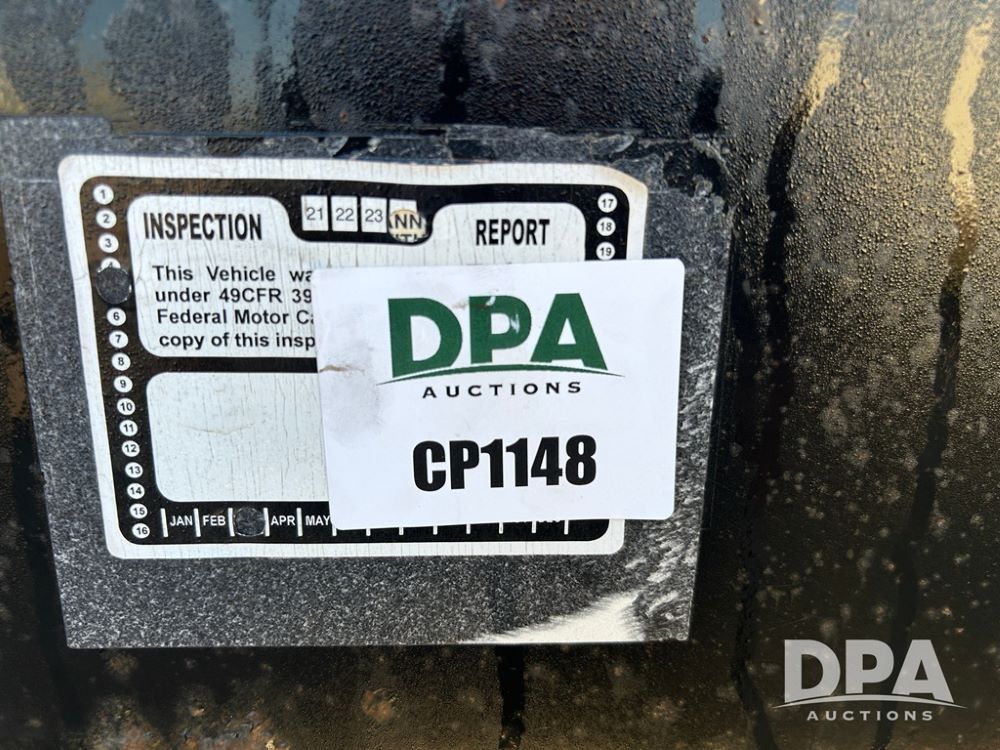 INSPECTION
21 22 23 NN
REPORT
This Vehicle
under 49CFR 39
Federal Motor
copy of this insp
1
2
3
6
7
8
9
10
11
12
13
14
15
16
17
18
19
JAN FEB APR MAY
DPA
AUCTIONS
CP1148
DPA
AUCTIONS